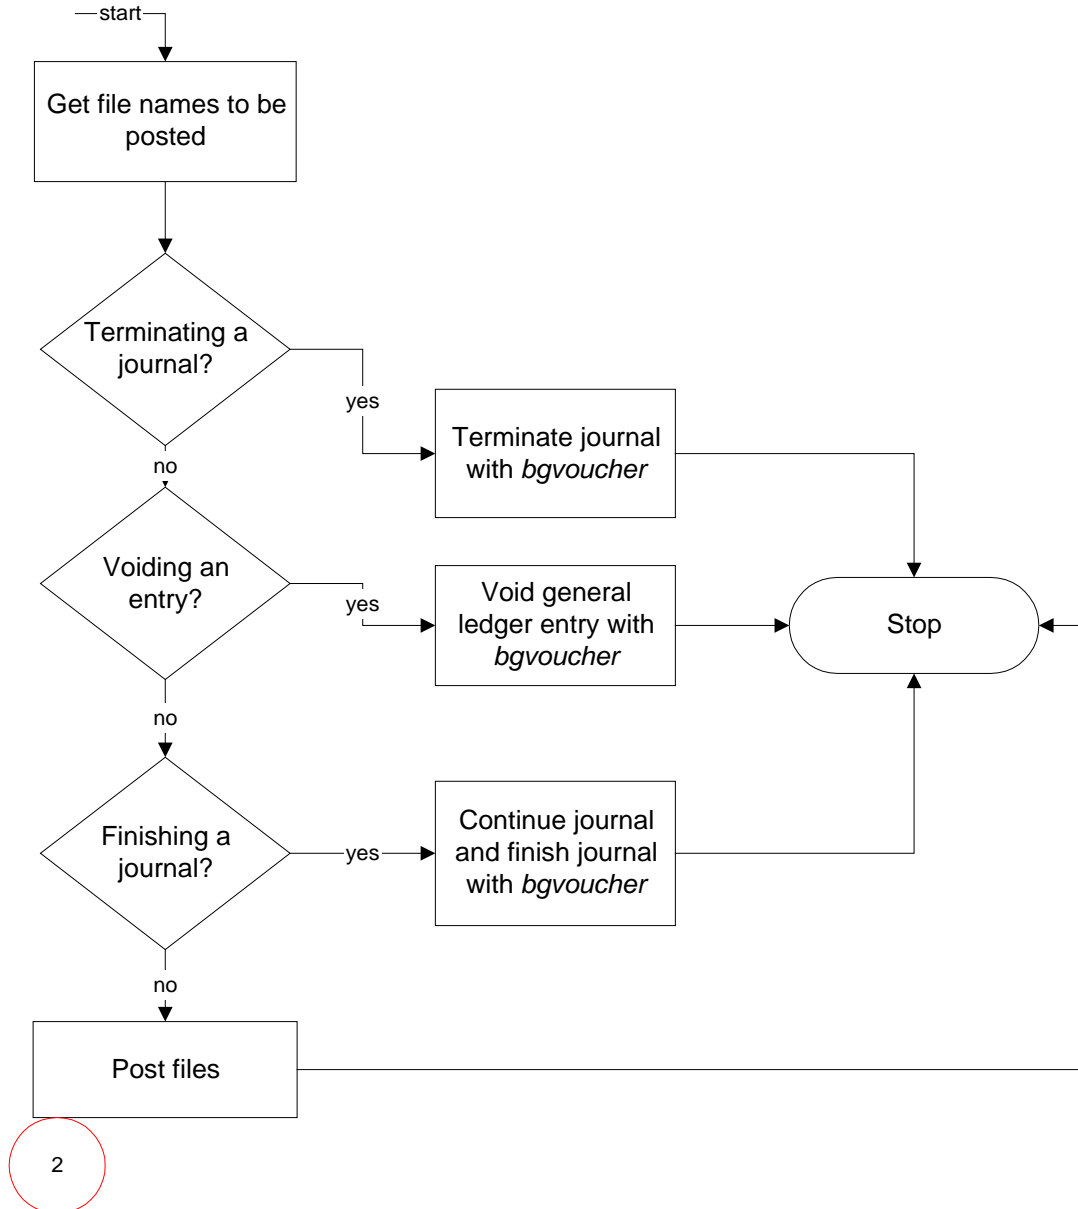 start
Get file names to be
posted
Terminating a
journal?
yes
Terminate journal
with bgvoucher
no
Voiding an
entry?
yes
Void general
ledger entry with
bgvoucher
Stop
no
Finishing a
journal?
yes
Continue journal
and finish journal
with bgvoucher
no
Post files
2